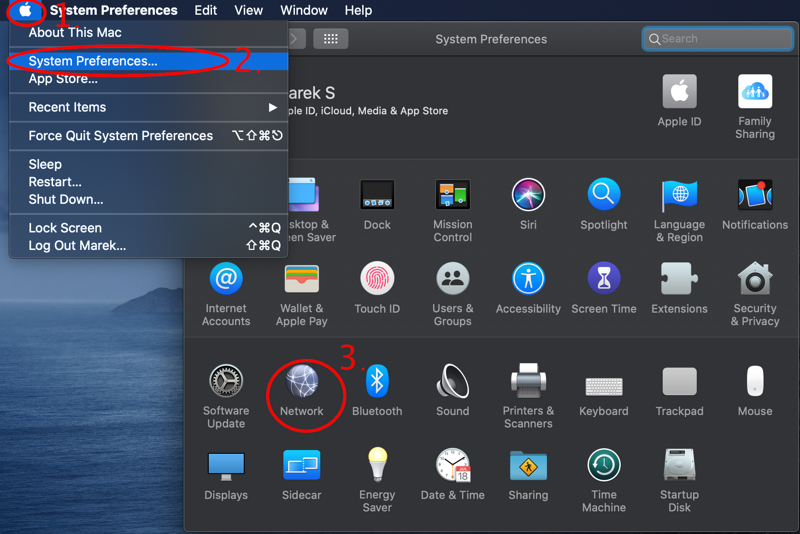 1
System Preferences Edit View Window Help
About This Mac
System Preferences...
2.
App Store...
Recent Items
Force Quit System Preferences ⌥⇧⌘⎋
Sleep
Restart...
Shut Down...
Lock Screen ^⌘Q
Log Out Marek... ⇧⌘Q
System Preferences
Search
arek S
ple ID, iCloud, Media & App Store
Apple ID
Family
Sharing
sktop &
een Saver
Dock
Mission
Control
Siri
Spotlight
Language
& Region
Notifications
Internet
Accounts
Wallet &
Apple Pay
Touch ID
Users &
Groups
Accessibility
Screen Time
Extensions
Security
& Privacy
3.
Software
Update
Network
Bluetooth
Sound
Printers &
Scanners
Keyboard
Trackpad
Mouse
Displays
Sidecar
Energy
Saver
JUL
18
Date & Time
Sharing
Time
Machine
Startup
Disk